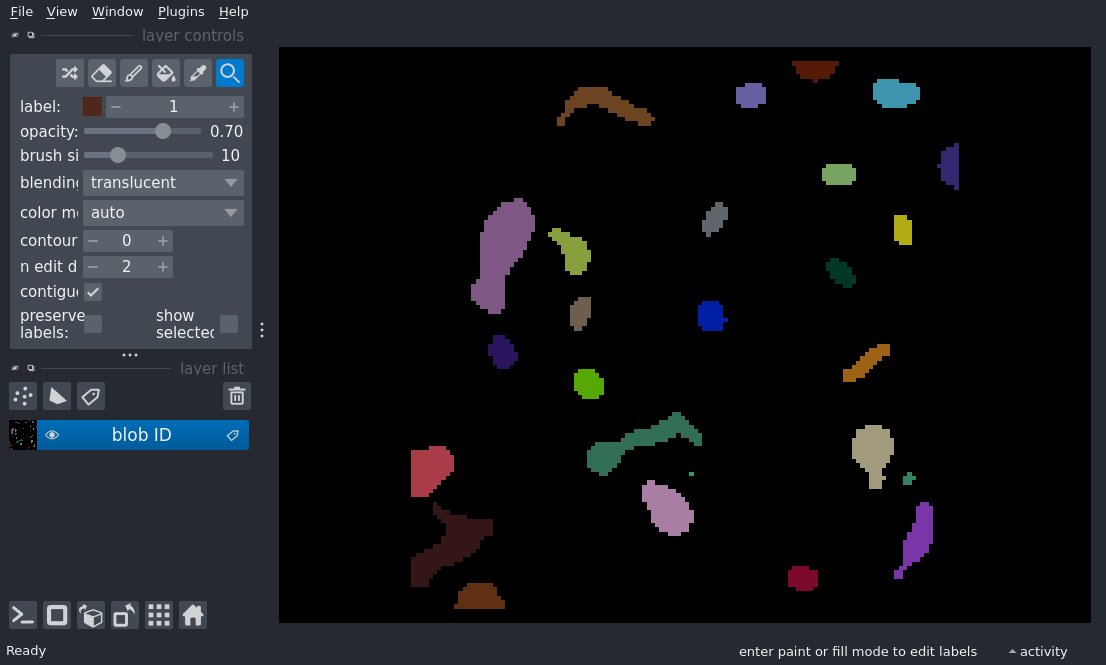 File View Window Plugins Help
layer controls
label: 1
opacity: 0.70
brush si 10
blending translucent
color m auto
contour 0
n edit d 2
contigu
preserve labels: show selected
layer list
blob ID
Ready enter paint or fill mode to edit labels activity